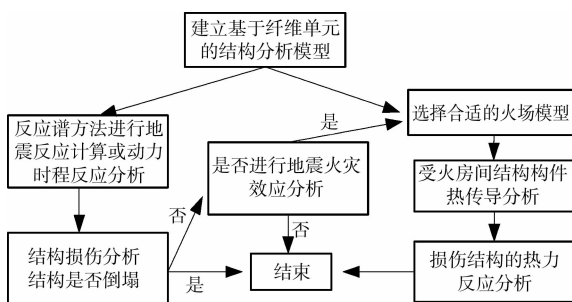 建立基于纤维单元
的结构分析模型
反应谱方法进行地
震反应计算或动力
时程反应分析
是
选择合适的火场模型
是否进行地震火灾
效应分析
受火房间结构构件
热传导分析
否
否
结构损伤分析
结构是否倒塌
是
结束
损伤结构的热力
反应分析